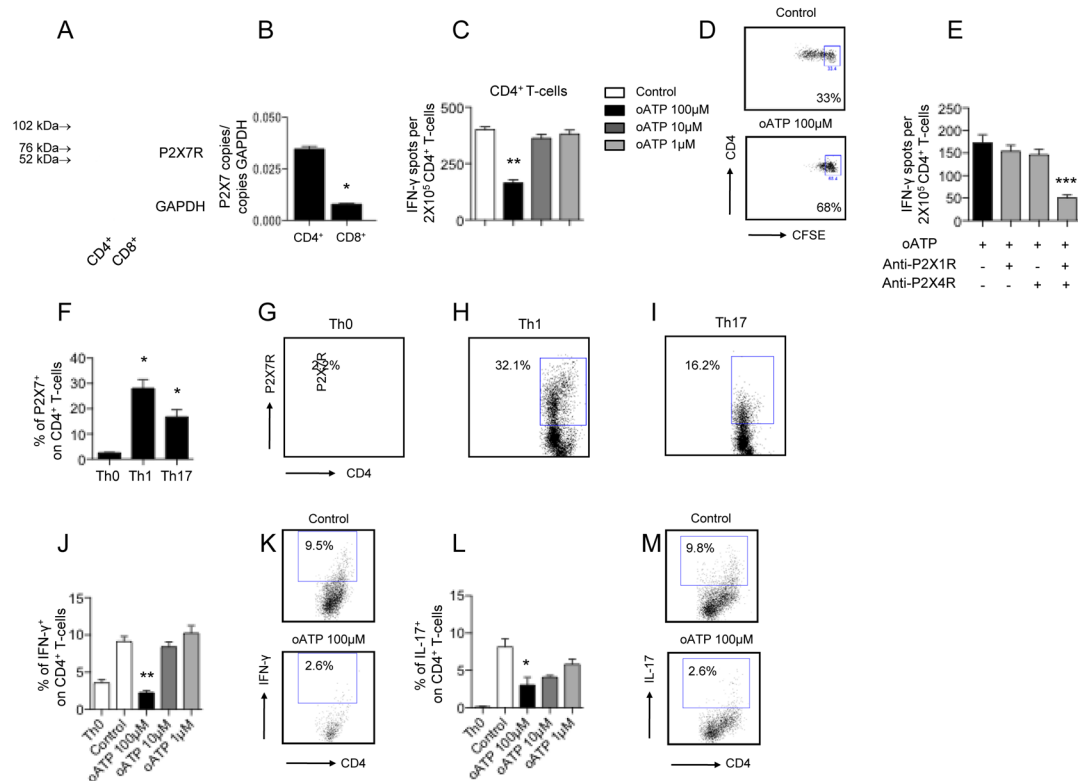 A
102 kDa→
76 kDa→
52 kDa→
P2X7R
GAPDH
CD4+
CD8+
B
P2X7 copies/
copies GAPDH
0.050
0.025
0.000
*
CD4⁺ CD8⁺
C
CD4⁺ T-cells
IFN-γ spots per
2X10⁵ CD4⁺ T-cells
500
250
0
**
Control
oATP 100μM
oATP 10μM
oATP 1μM
D
Control
33%
oATP 100μM
68%
CD4
CFSE
E
IFN-γ spots per
2X10⁵ CD4⁺ T-cells
250
200
150
100
50
0
***
oATP + + + +
Anti-P2X1R - + - +
Anti-P2X4R - - + +
F
% of P2X7⁺
on CD4⁺ T-cells
40
30
20
10
0
*
*
Th0 Th1 Th17
G
Th0
2.2%
P2X7R
P2X7R
CD4
H
Th1
32.1%
I
Th17
16.2%
J
% of IFN-γ⁺
on CD4⁺ T-cells
15
10
5
0
**
Th0
Control
oATP 100μM
oATP 10μM
oATP 1μM
K
Control
9.5%
oATP 100μM
2.6%
IFN-γ
CD4
L
% of IL-17⁺
on CD4⁺ T-cells
15
10
5
0
*
Th0
Control
oATP 100μM
oATP 10μM
oATP 1μM
M
Control
9.8%
oATP 100μM
2.6%
IL-17
CD4